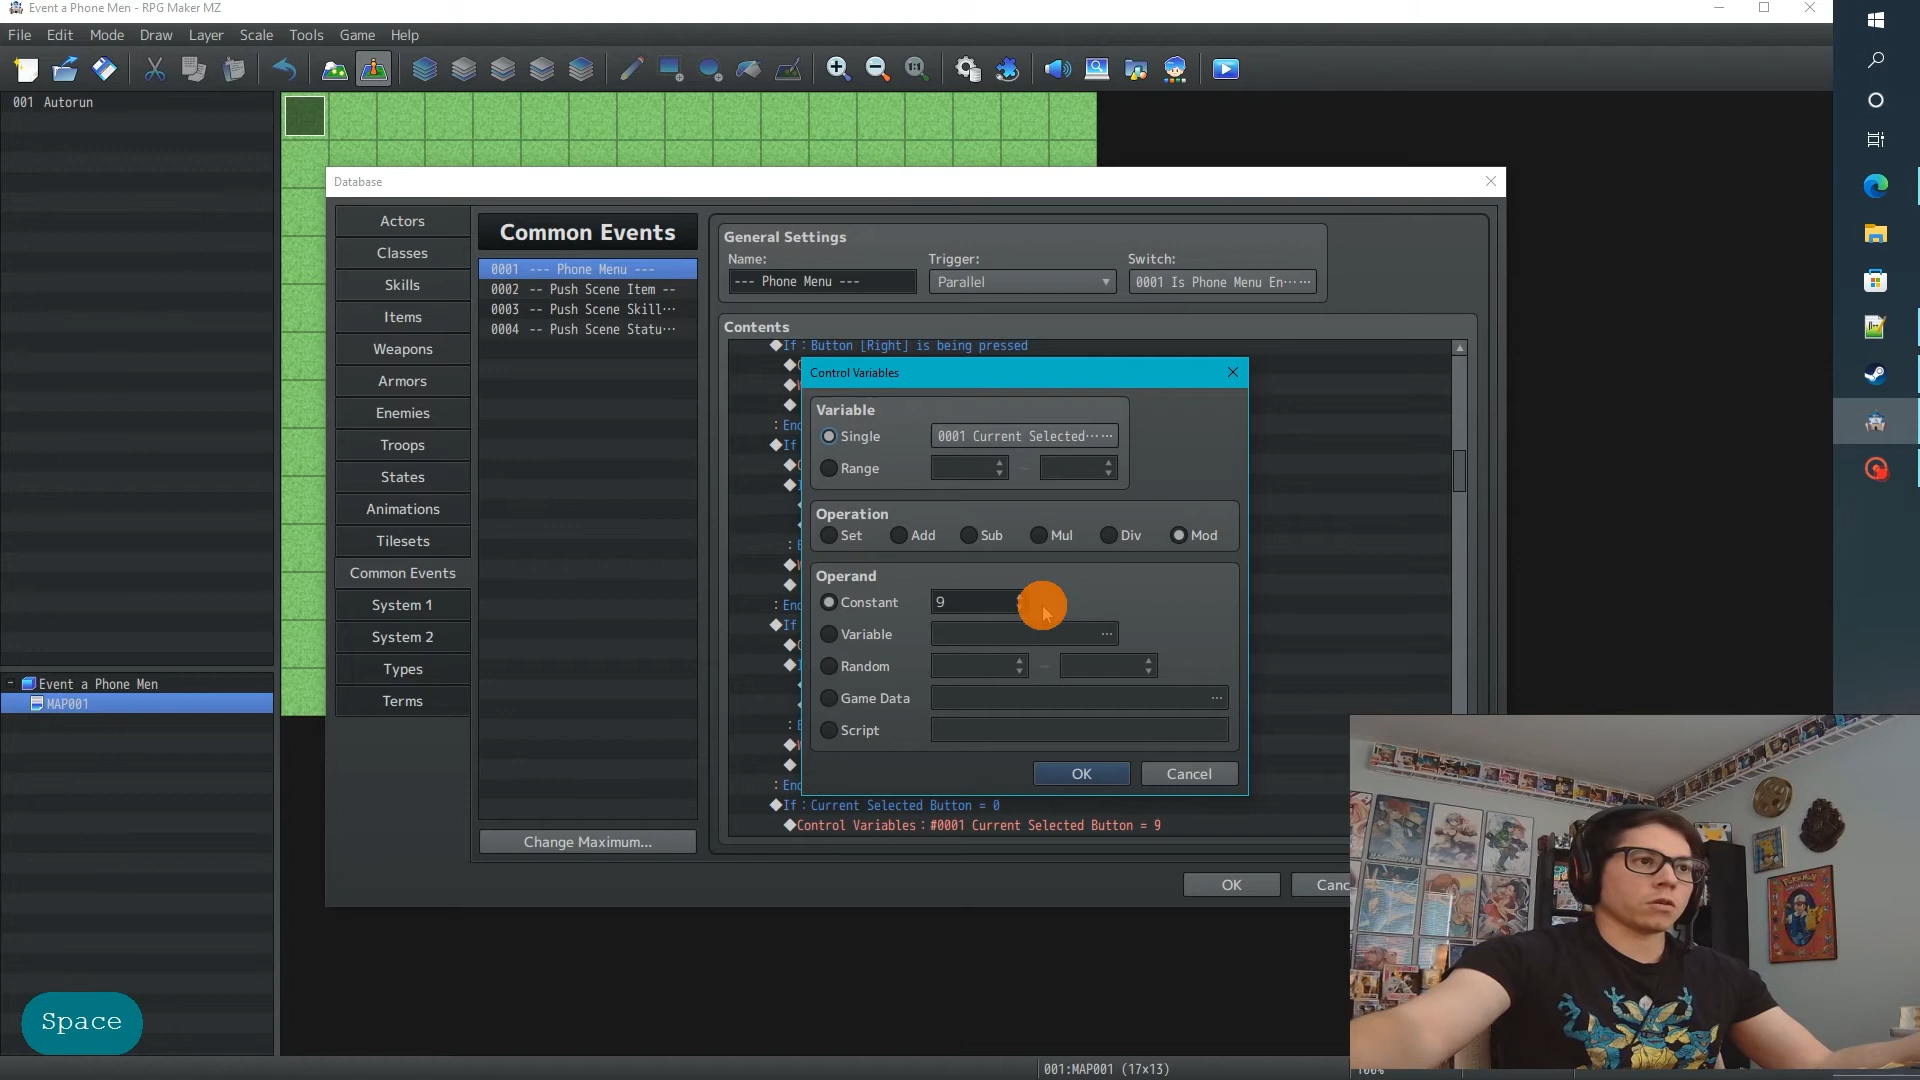 Event a Phone Men - RPG Maker MZ
File Edit Mode Draw Layer Scale Tools Game Help
001 Autorun
Database
Actors
Classes
Skills
Items
Weapons
Armors
Enemies
Troops
States
Animations
Tilesets
Common Events
System 1
System 2
Types
Terms
Common Events
0001 --- Phone Menu ---
0002 -- Push Scene Item --
0003 -- Push Scene Skill…
0004 -- Push Scene Statu…
Change Maximum...
General Settings
Name: Trigger: Switch:
--- Phone Menu --- Parallel 0001 Is Phone Menu En… ...
Contents
◆If : Button [Right] is being pressed
Control Variables
Variable
Single 0001 Current Selected… ...
Range
Operation
Set Add Sub Mul Div Mod
Operand
Constant 9
Variable ...
Random
Game Data ...
Script
OK Cancel
: End
◆If
: End
◆If
◆If : Current Selected Button = 0
◆Control Variables : #0001 Current Selected Button = 9
OK Canc
Event a Phone Men
MAP001
Space
001:MAP001 (17x13)
100%